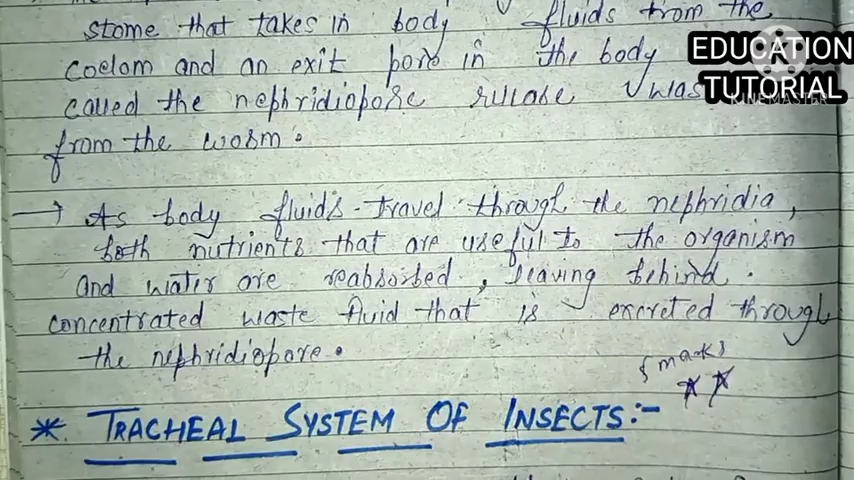 stome that takes in body fluids from the
coelom and an exit pore in the body
called the nephridiopore release was
from the worm.
→ As body fluids travel through the nephridia,
both nutrients that are useful to the organism
and water are reabsorbed, leaving behind
concentrated waste fluid that is excreted through
the nephridiopore.
marks
* TRACHEAL SYSTEM OF INSECTS:-
EDUCATION
TUTORIAL
KINEMASTER